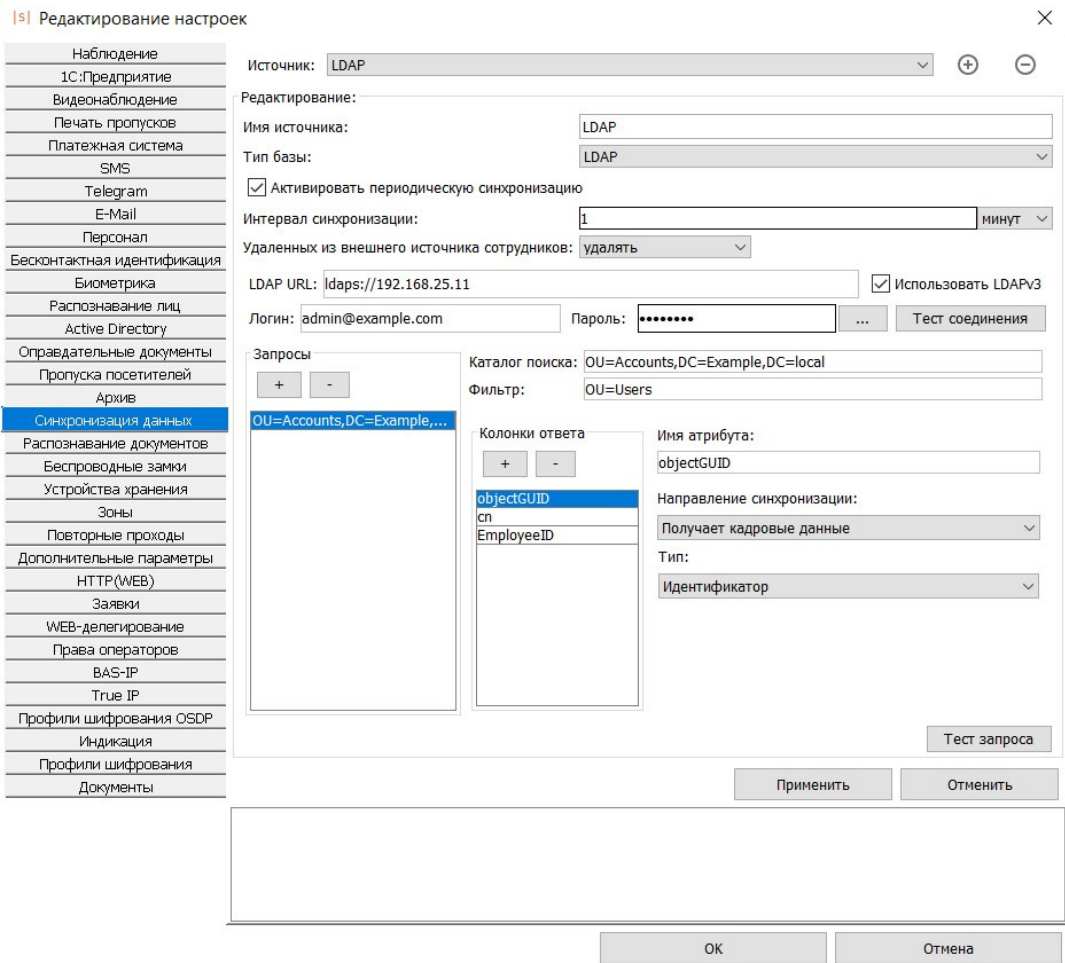 |s| Редактирование настроек
Наблюдение
1С:Предприятие
Видеонаблюдение
Печать пропусков
Платежная система
SMS
Telegram
E-Mail
Персонал
Бесконтактная идентификация
Биометрика
Распознавание лиц
Active Directory
Оправдательные документы
Пропуска посетителей
Архив
Синхронизация данных
Распознавание документов
Беспроводные замки
Устройства хранения
Зоны
Повторные проходы
Дополнительные параметры
HTTP(WEB)
Заявки
WEB-делегирование
Права операторов
BAS-IP
True IP
Профили шифрования OSDP
Индикация
Профили шифрования
Документы
Источник: LDAP
Редактирование:
Имя источника: LDAP
Тип базы: LDAP
Активировать периодическую синхронизацию
Интервал синхронизации: 1 минут
Удаленных из внешнего источника сотрудников: удалять
LDAP URL: ldaps://192.168.25.11 Использовать LDAPv3
Логин: admin@example.com Пароль: •••••••• ... Тест соединения
Запросы
+ -
OU=Accounts,DC=Example,...
Каталог поиска: OU=Accounts,DC=Example,DC=local
Фильтр: OU=Users
Колонки ответа
+ -
objectGUID
cn
EmployeeID
Имя атрибута:
objectGUID
Направление синхронизации:
Получает кадровые данные
Тип:
Идентификатор
Тест запроса
Применить Отменить
OK Отмена